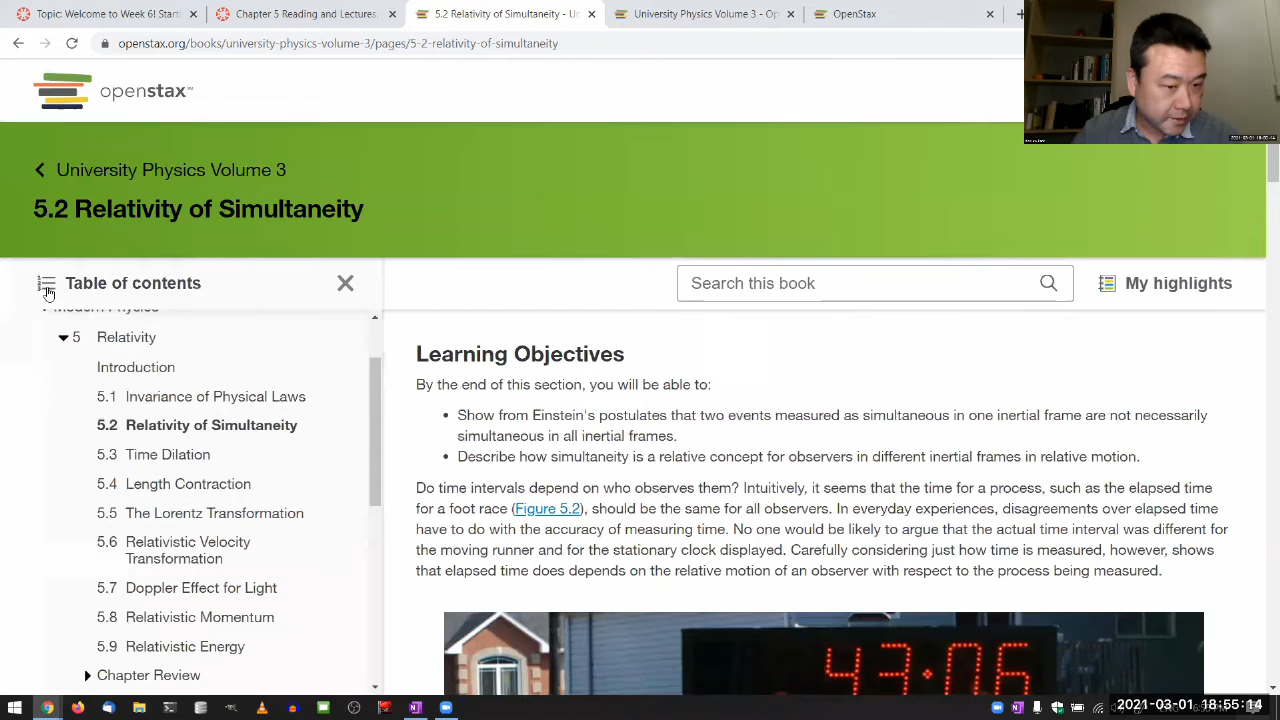 Topic assignment for W
Chapter 5 Reading and Lectures:
5.2 Relativity of Simultaneity - Un
University Physics Volume 3 - Op
OpenStax
openstax.org/books/university-physics-volume-3/pages/5-2-relativity-of-simultaneity
openstax™
University Physics Volume 3
5.2 Relativity of Simultaneity
Table of contents
Search this book
My highlights
Modern Physics
5 Relativity
Introduction
5.1 Invariance of Physical Laws
5.2 Relativity of Simultaneity
5.3 Time Dilation
5.4 Length Contraction
5.5 The Lorentz Transformation
5.6 Relativistic Velocity
Transformation
5.7 Doppler Effect for Light
5.8 Relativistic Momentum
5.9 Relativistic Energy
Chapter Review
Learning Objectives
By the end of this section, you will be able to:
• Show from Einstein's postulates that two events measured as simultaneous in one inertial frame are not necessarily
simultaneous in all inertial frames.
• Describe how simultaneity is a relative concept for observers in different inertial frames in relative motion.
Do time intervals depend on who observes them? Intuitively, it seems that the time for a process, such as the elapsed time
for a foot race (Figure 5.2), should be the same for all observers. In everyday experiences, disagreements over elapsed time
have to do with the accuracy of measuring time. No one would be likely to argue that the actual time interval was different for
the moving runner and for the stationary clock displayed. Carefully considering just how time is measured, however, shows
that elapsed time does depends on the relative motion of an observer with respect to the process being measured.
43:06
2021-03-01 18:55:14
2021-03-01 18:55:14